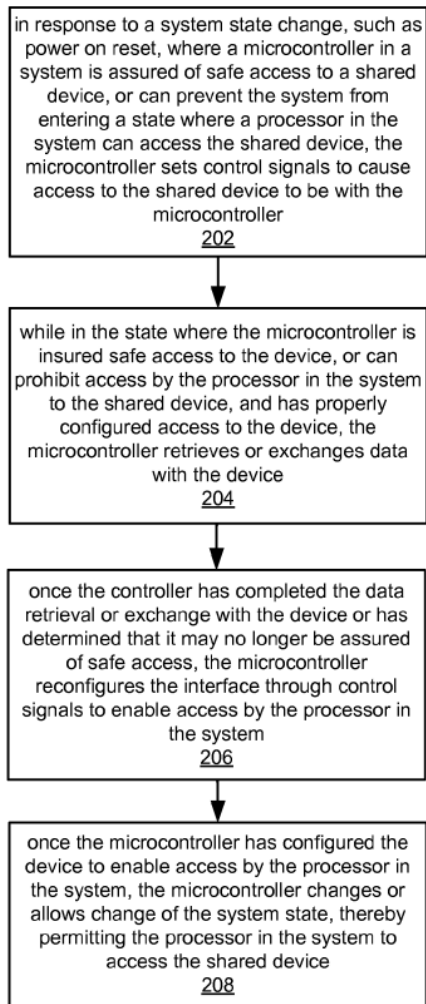 in response to a system state change, such as
power on reset, where a microcontroller in a
system is assured of safe access to a shared
device, or can prevent the system from
entering a state where a processor in the
system can access the shared device, the
microcontroller sets control signals to cause
access to the shared device to be with the
microcontroller
202
while in the state where the microcontroller is
insured safe access to the device, or can
prohibit access by the processor in the system
to the shared device, and has properly
configured access to the device, the
microcontroller retrieves or exchanges data
with the device
204
once the controller has completed the data
retrieval or exchange with the device or has
determined that it may no longer be assured
of safe access, the microcontroller
reconfigures the interface through control
signals to enable access by the processor in
the system
206
once the microcontroller has configured the
device to enable access by the processor in
the system, the microcontroller changes or
allows change of the system state, thereby
permitting the processor in the system to
access the shared device
208